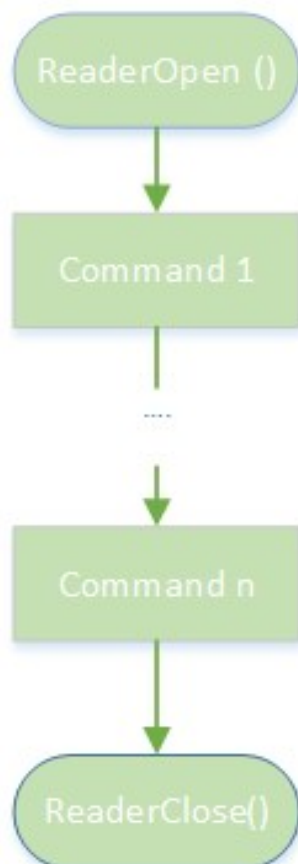 ReaderOpen ()
Command 1
....
Command n
ReaderClose()